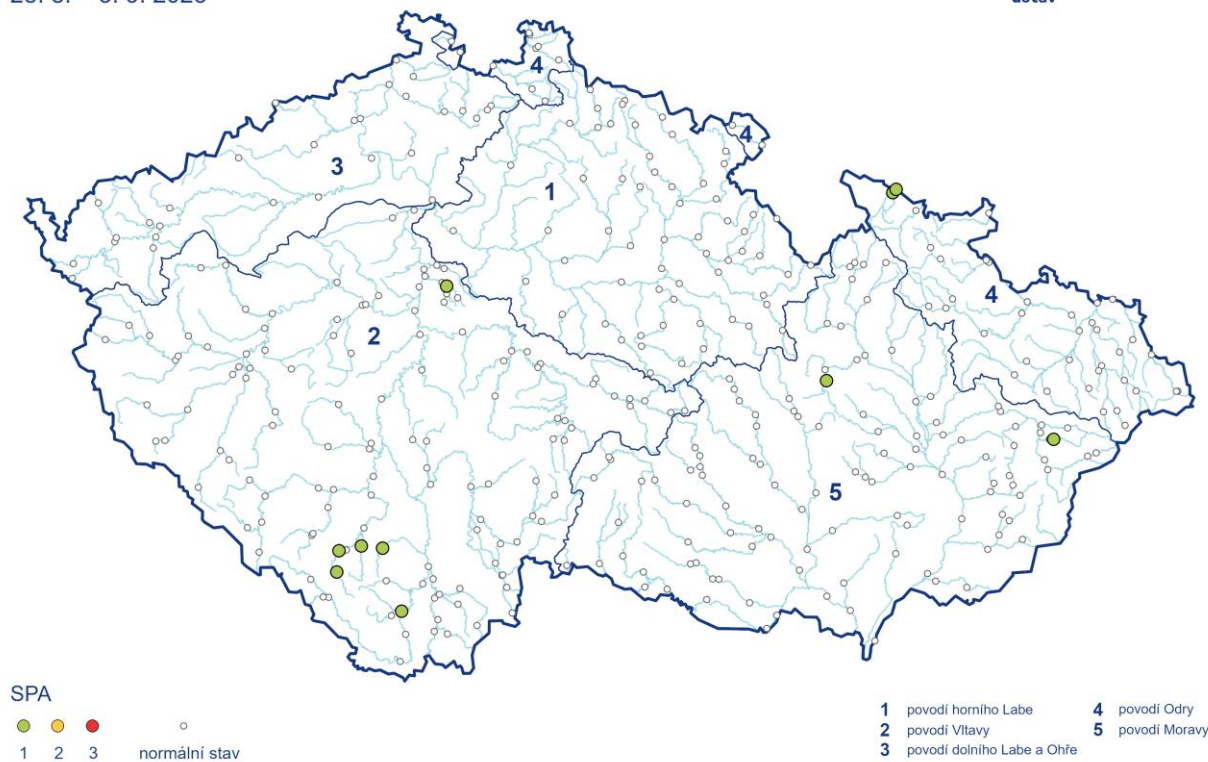 ústav
4
4
3
1
4
2
5
SPA
1 2 3 normální stav
1 povodí horního Labe 4 povodí Odry
2 povodí Vltavy 5 povodí Moravy
3 povodí dolního Labe a Ohře